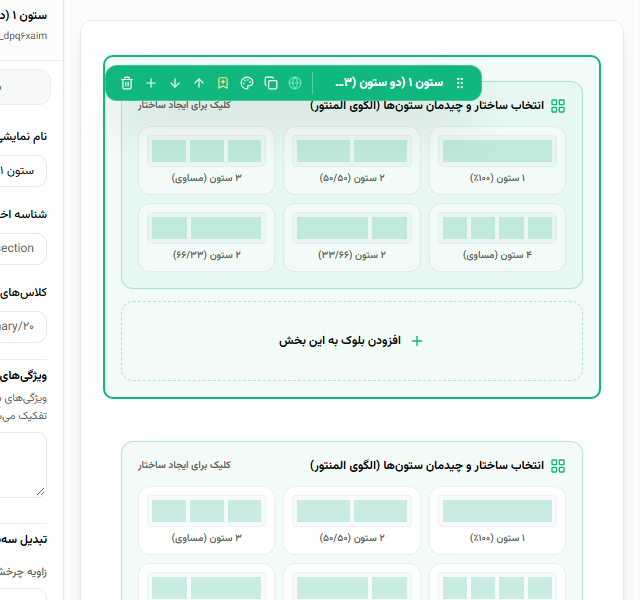 ستون ۱ (دو ستون (۳...
انتخاب ساختار و چیدمان ستون‌ها (الگوی المنتور)
کلیک برای ایجاد ساختار
۱ ستون (۱۰۰٪)
۲ ستون (۵۰/۵۰)
۳ ستون (مساوی)
۴ ستون (مساوی)
۲ ستون (۳۳/۶۶)
۲ ستون (۶۶/۳۳)
افزودن بلوک به این بخش
انتخاب ساختار و چیدمان ستون‌ها (الگوی المنتور)
کلیک برای ایجاد ساختار
۱ ستون (۱۰۰٪)
۲ ستون (۵۰/۵۰)
۳ ستون (مساوی)
ستون ۱ (د
_dpq۶xaim
نام نمایشی
ستون ۱
شناسه اخ
section
کلاس‌های
ary/۲۰
ویژگی‌های
ویژگی‌های
تفکیک می
تبدیل سه
زاویه چرخش